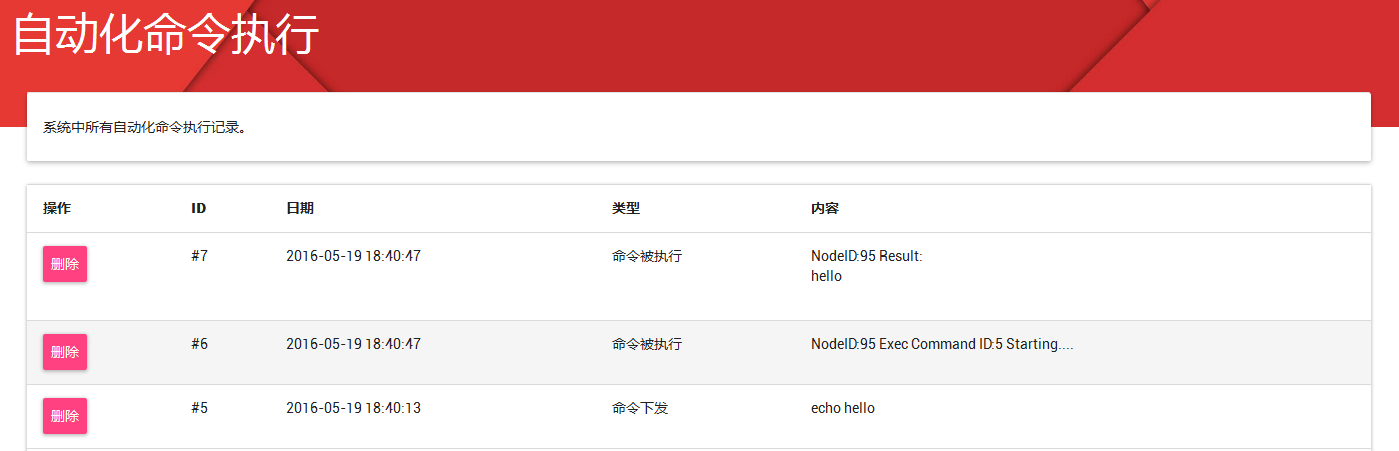 自动化命令执行
系统中所有自动化命令执行记录。
操作 ID 日期 类型 内容
删除 #7 2016-05-19 18:40:47 命令被执行 NodeID:95 Result:
hello
删除 #6 2016-05-19 18:40:47 命令被执行 NodeID:95 Exec Command ID:5 Starting....
删除 #5 2016-05-19 18:40:13 命令下发 echo hello